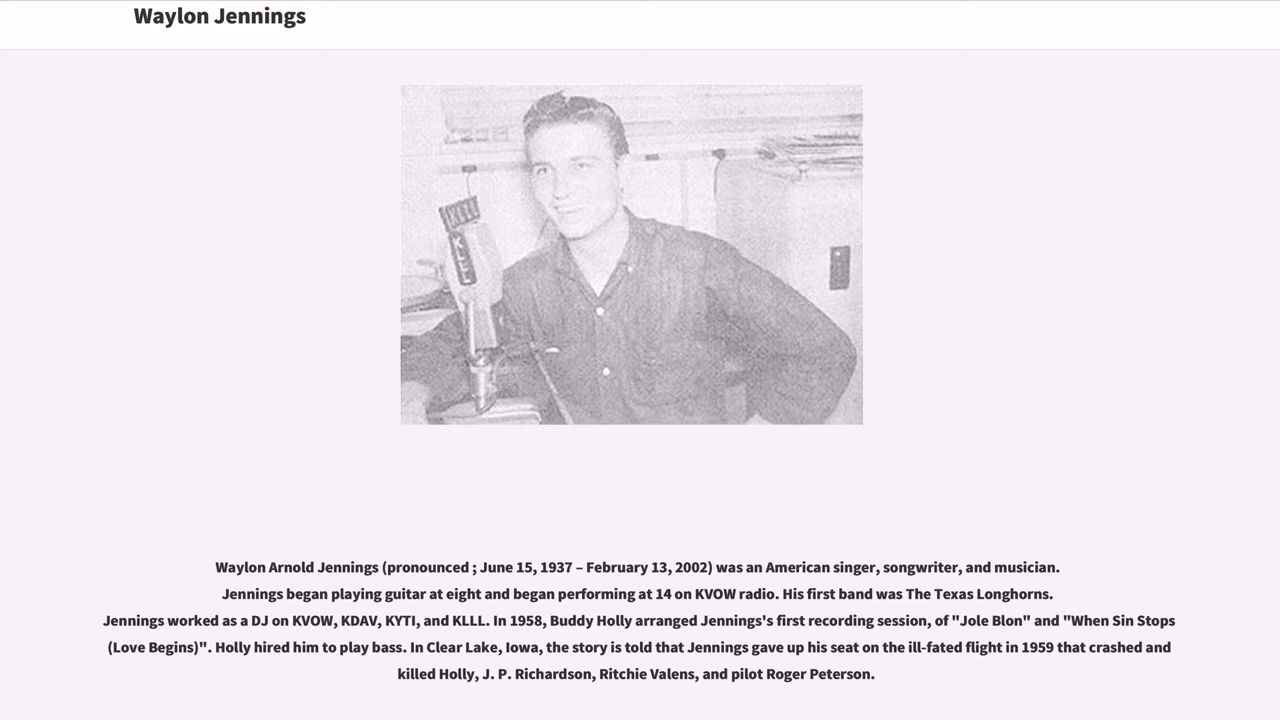 Waylon Jennings
Waylon Arnold Jennings (pronounced ; June 15, 1937 – February 13, 2002) was an American singer, songwriter, and musician.
Jennings began playing guitar at eight and began performing at 14 on KVOW radio. His first band was The Texas Longhorns.
Jennings worked as a DJ on KVOW, KDAV, KYTI, and KLLL. In 1958, Buddy Holly arranged Jennings's first recording session, of "Jole Blon" and "When Sin Stops
(Love Begins)". Holly hired him to play bass. In Clear Lake, Iowa, the story is told that Jennings gave up his seat on the ill-fated flight in 1959 that crashed and
killed Holly, J. P. Richardson, Ritchie Valens, and pilot Roger Peterson.